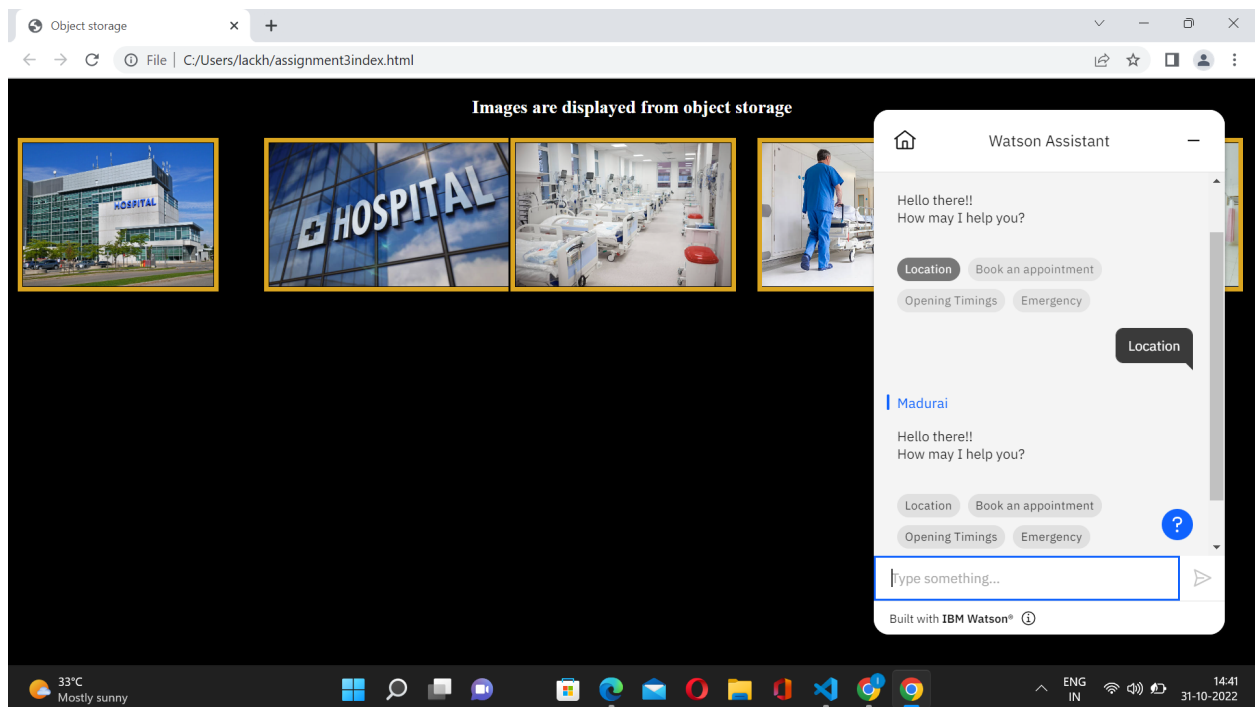 Object storage
File
C:/Users/lackh/assignment3index.html
Images are displayed from object storage
HOSPITAL
HOSPITAL
Watson Assistant
Hello there!!
How may I help you?
Location
Book an appointment
Opening Timings
Emergency
Location
Madurai
Hello there!!
How may I help you?
Location
Book an appointment
Opening Timings
Emergency
?
Type something...
Built with IBM Watson®
33°C
Mostly sunny
ENG
IN
14:41
31-10-2022